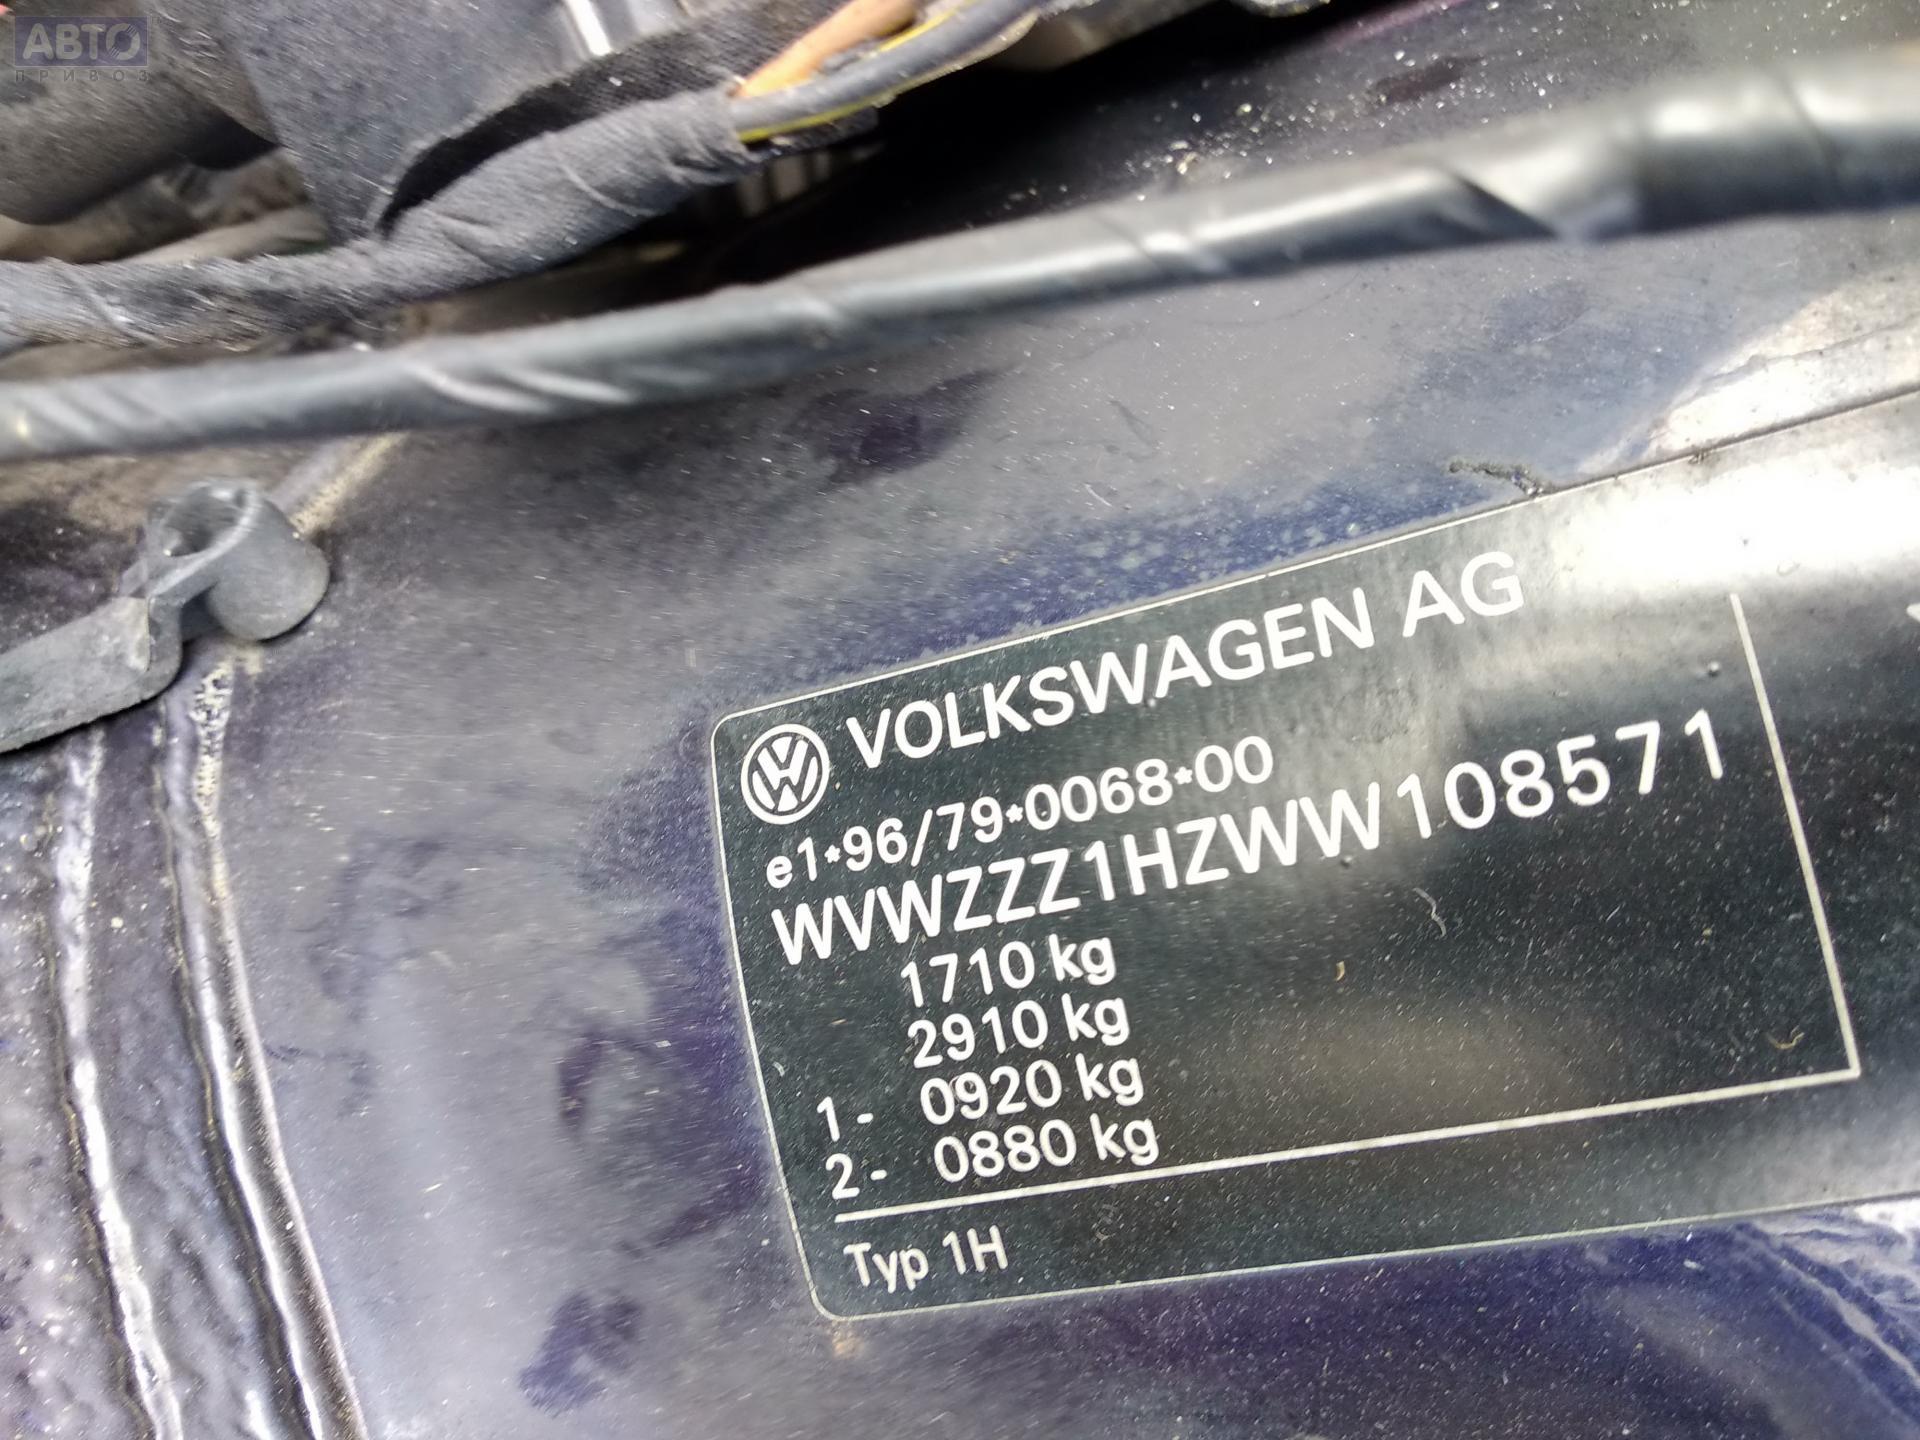 АВТО
ПРИВОЗ
VOLKSWAGEN AG
e1*96/79*0068*00
WVWZZZ1HZWW108571
1710 kg
2910 kg
1- 0920 kg
2- 0880 kg
Typ 1H